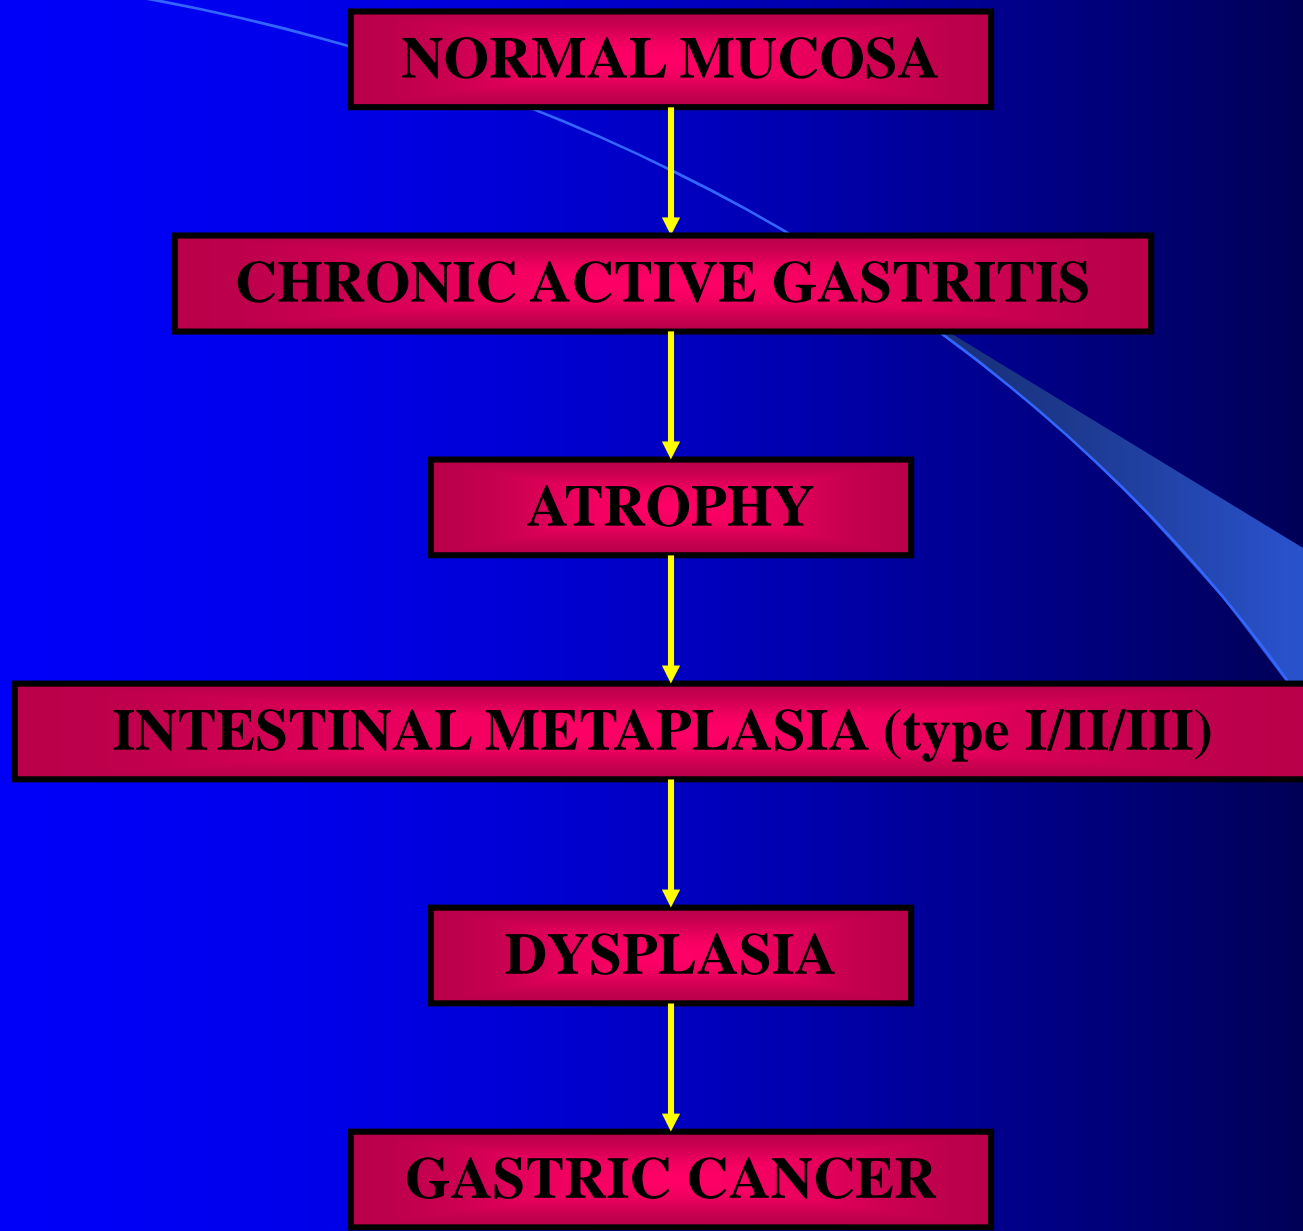 NORMAL MUCOSA
CHRONIC ACTIVE GASTRITIS
ATROPHY
INTESTINAL METAPLASIA (type I/II/III)
DYSPLASIA
GASTRIC CANCER